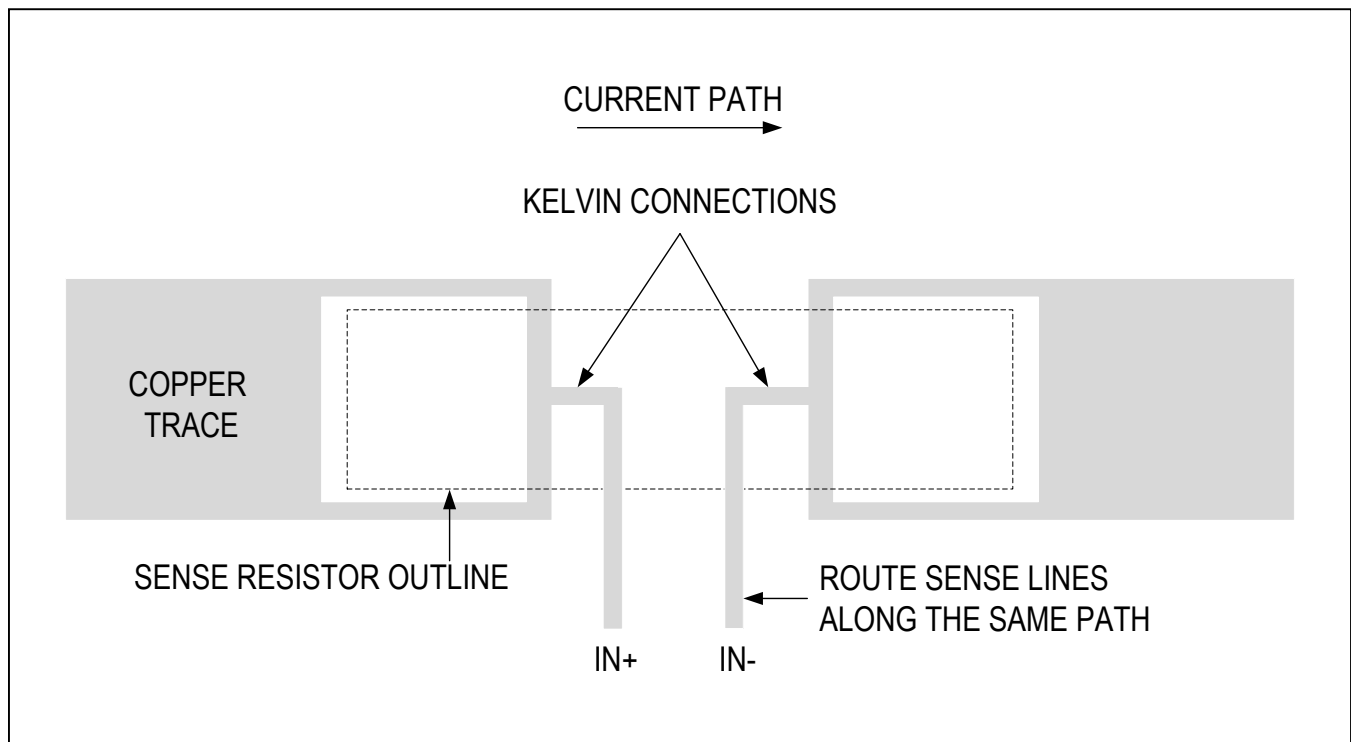 CURRENT PATH
KELVIN CONNECTIONS
COPPER
TRACE
SENSE RESISTOR OUTLINE
ROUTE SENSE LINES
ALONG THE SAME PATH
IN+
IN-